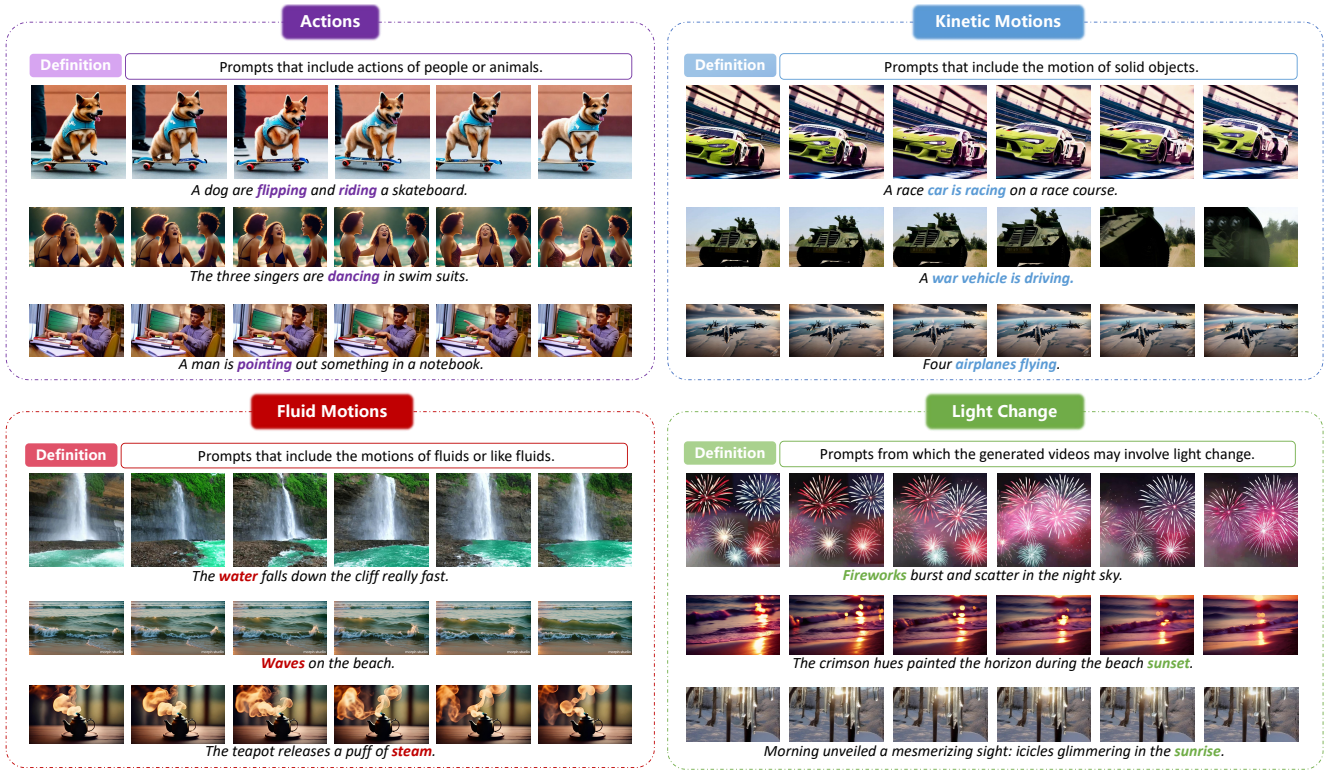 Actions
Definition
Prompts that include actions of people or animals.
A dog are flipping and riding a skateboard.
The three singers are dancing in swim suits.
A man is pointing out something in a notebook.
Kinetic Motions
Definition
Prompts that include the motion of solid objects.
A race car is racing on a race course.
A war vehicle is driving.
Four airplanes flying.
Fluid Motions
Definition
Prompts that include the motions of fluids or like fluids.
The water falls down the cliff really fast.
Waves on the beach.
The teapot releases a puff of steam.
Light Change
Definition
Prompts from which the generated videos may involve light change.
Fireworks burst and scatter in the night sky.
The crimson hues painted the horizon during the beach sunset.
Morning unveiled a mesmerizing sight: icicles glimmering in the sunrise.